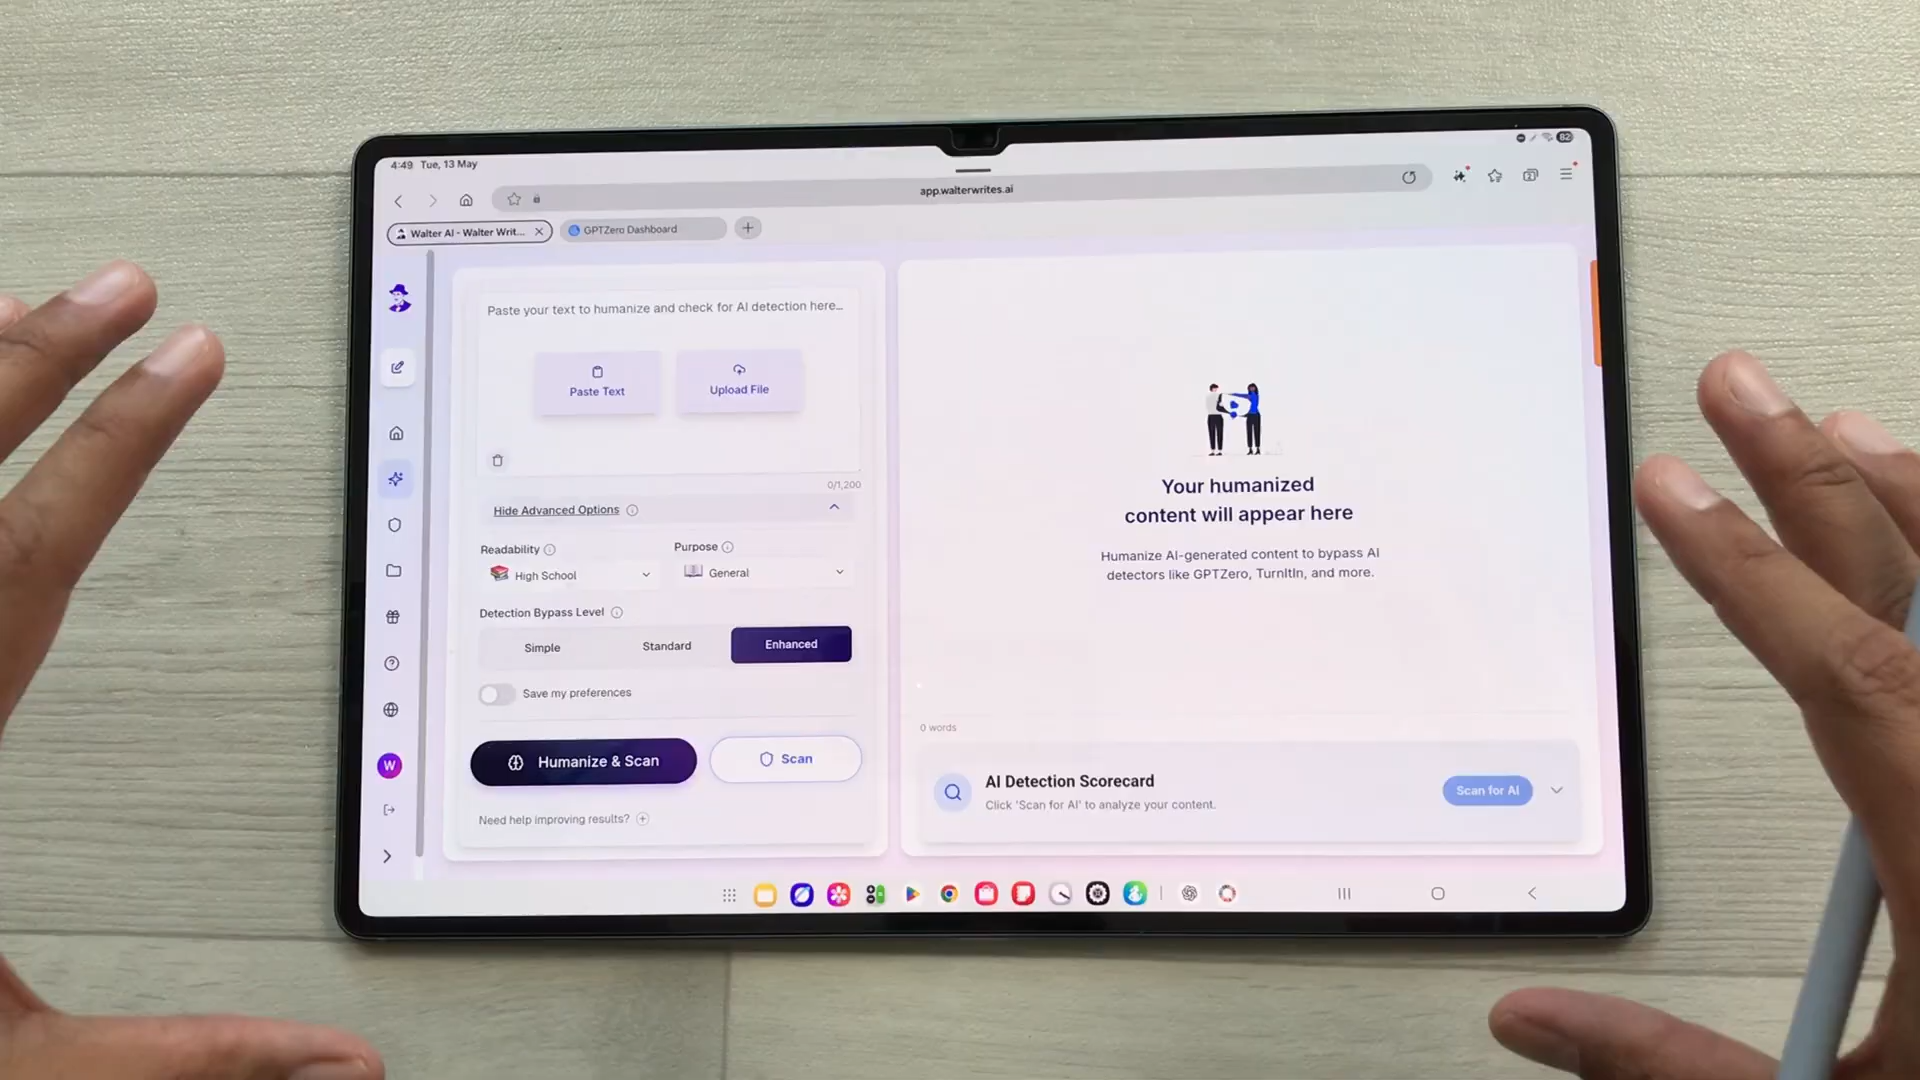 4:49 Tue, 13 May
82
app.walterwrites.ai
2
Walter AI - Walter Writ...
GPTZero Dashboard
Paste your text to humanize and check for AI detection here...
Paste Text
Upload File
0/1,200
Hide Advanced Options
Readability
Purpose
High School
General
Detection Bypass Level
Simple
Standard
Enhanced
Save my preferences
Humanize & Scan
Scan
Need help improving results?
W
Your humanized
content will appear here
Humanize AI-generated content to bypass AI
detectors like GPTZero, TurnItIn, and more.
0 words
AI Detection Scorecard
Click 'Scan for AI' to analyze your content.
Scan for AI